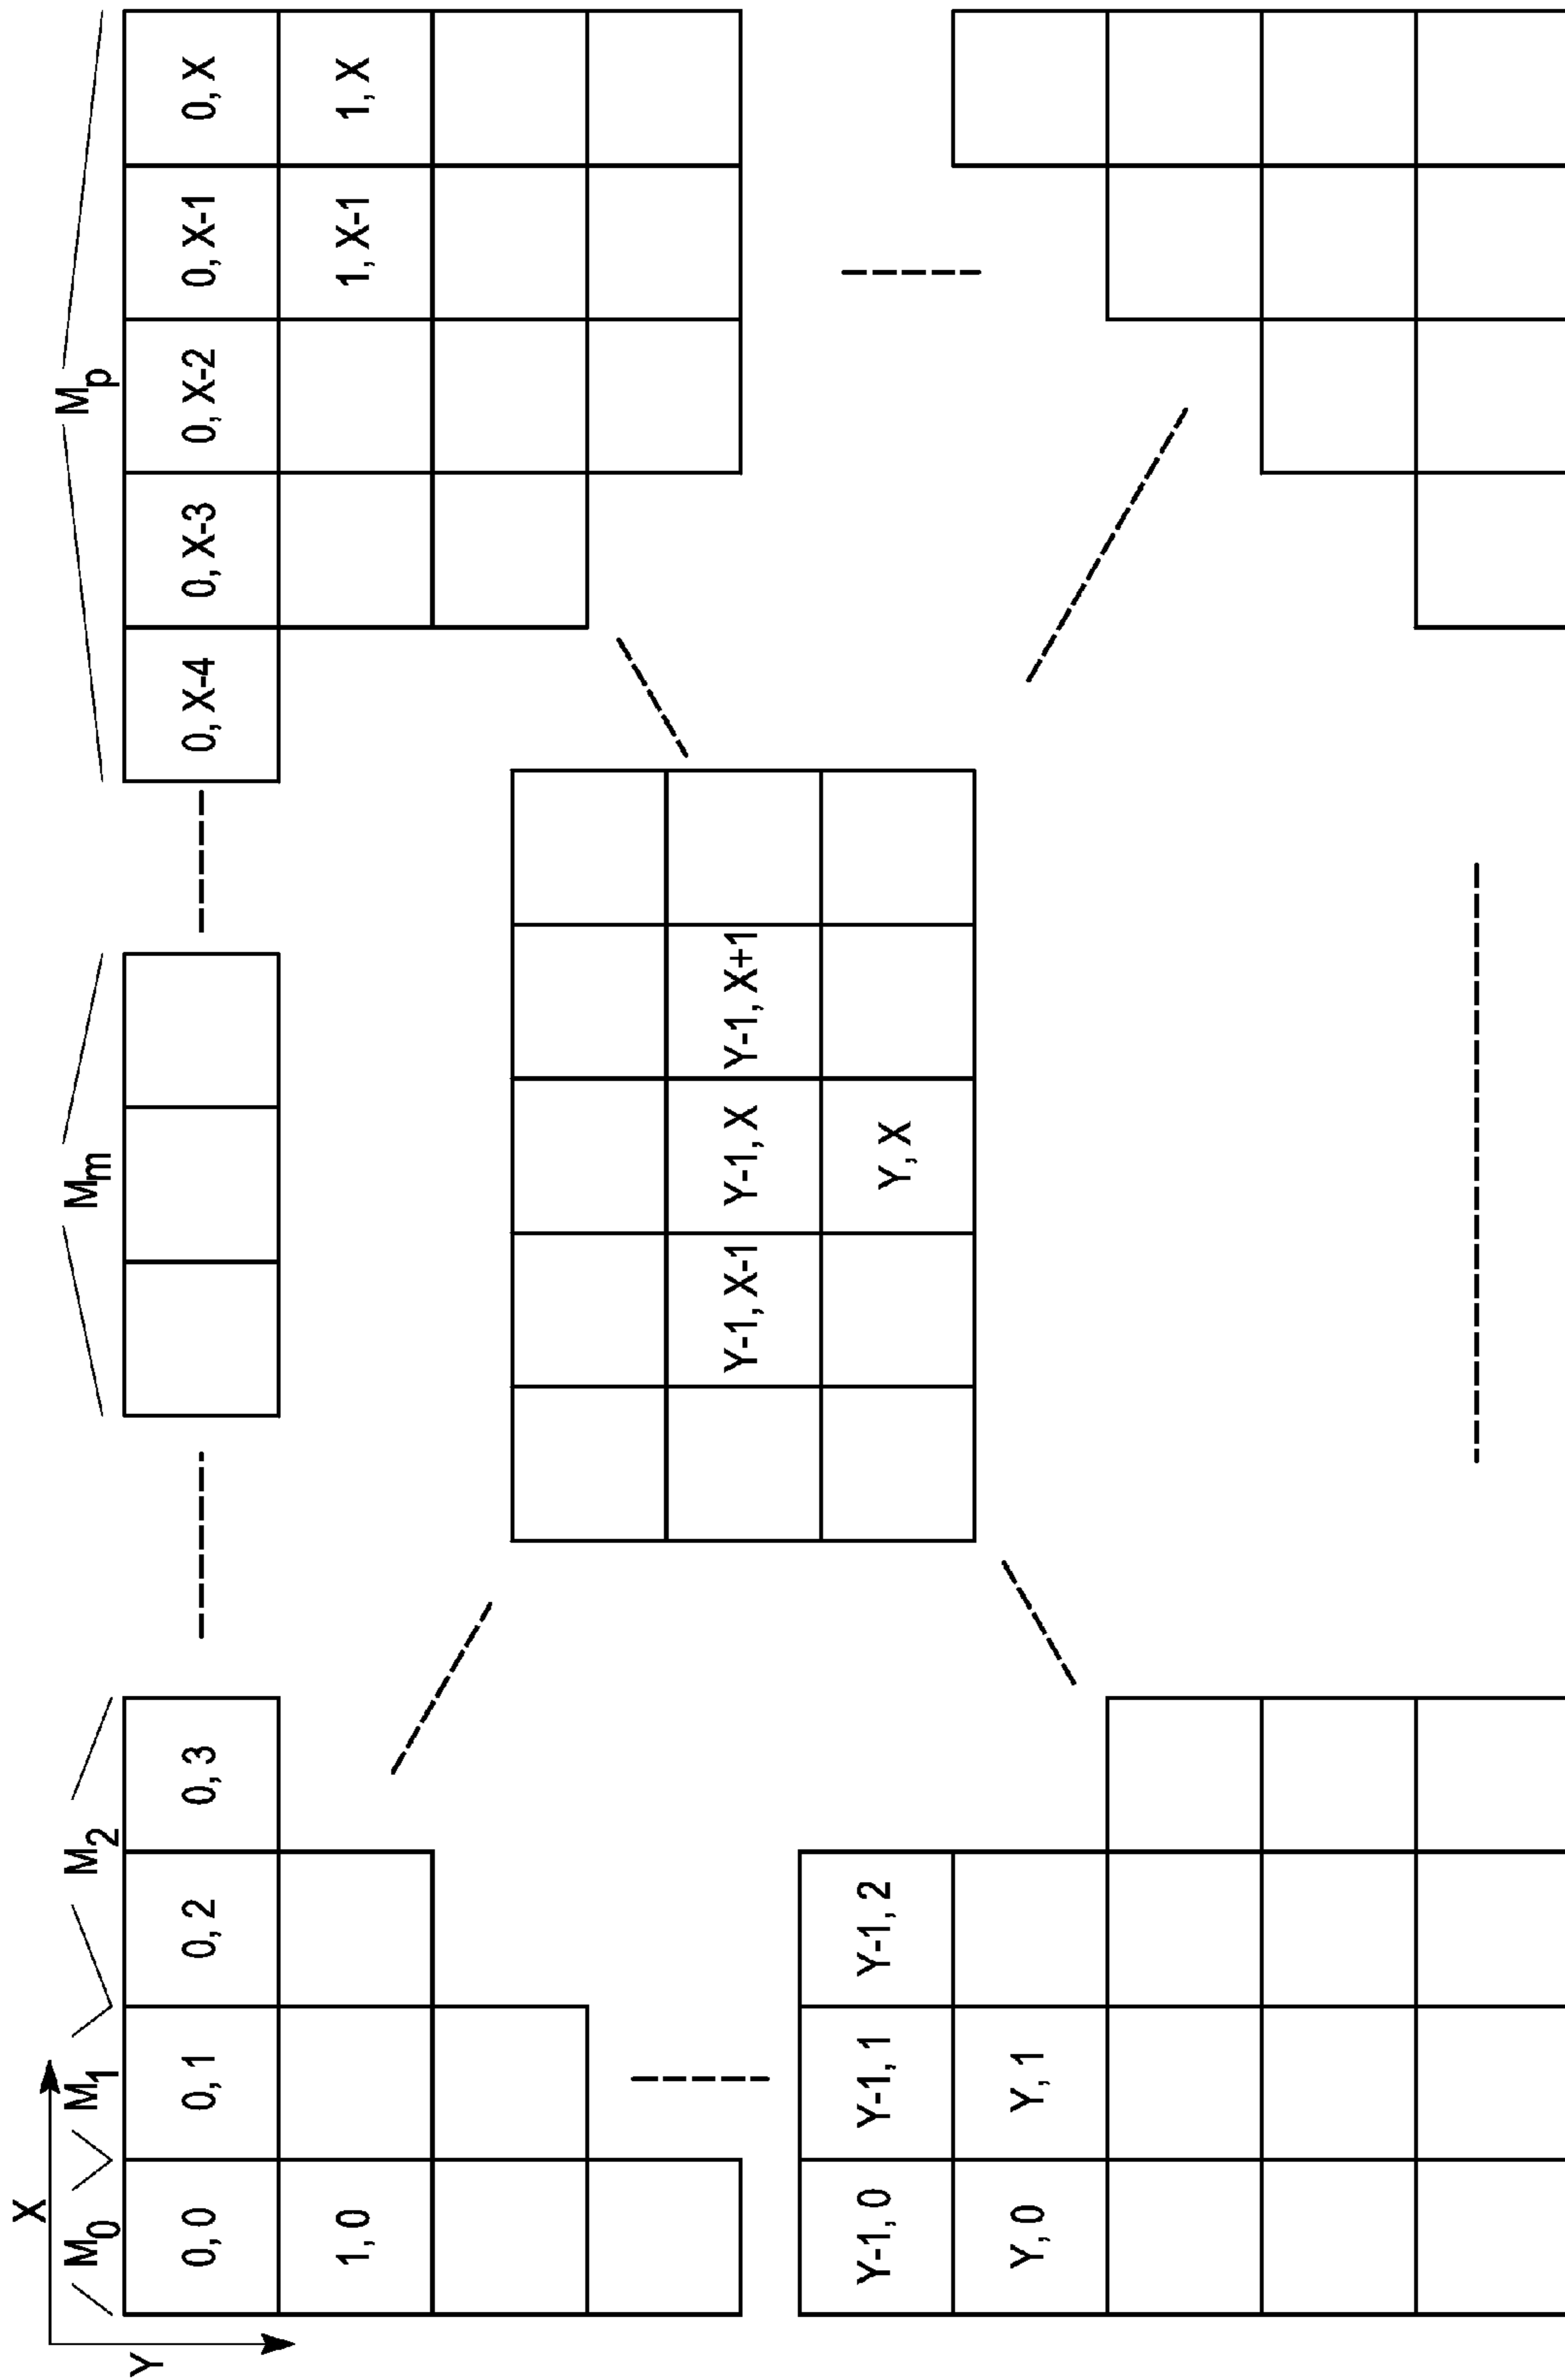 X
Y
M0 M1 M2 Mm Mp
0, 0 0, 1 0, 2 0, 3 0, X-4 0, X-3 0, X-2 0, X-1 0, X
1, 0 1, X-1 1, X
Y-1, X-1 Y-1, X Y-1, X+1
Y-1, 0 Y-1, 1 Y-1, 2
Y, X
Y, 0 Y, 1